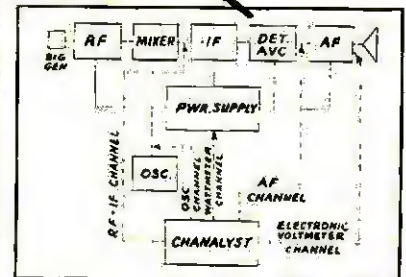 RF
MIXER
IF
DET.
AVC
AF
SIG
GEN
PWR. SUPPLY
OSC.
RF-IF CHANNEL
OSC
CHANNEL
WATTMETER
CHANNEL
AF
CHANNEL
ELECTRONIC
VOLTMETER
CHANNEL
CHANALYST